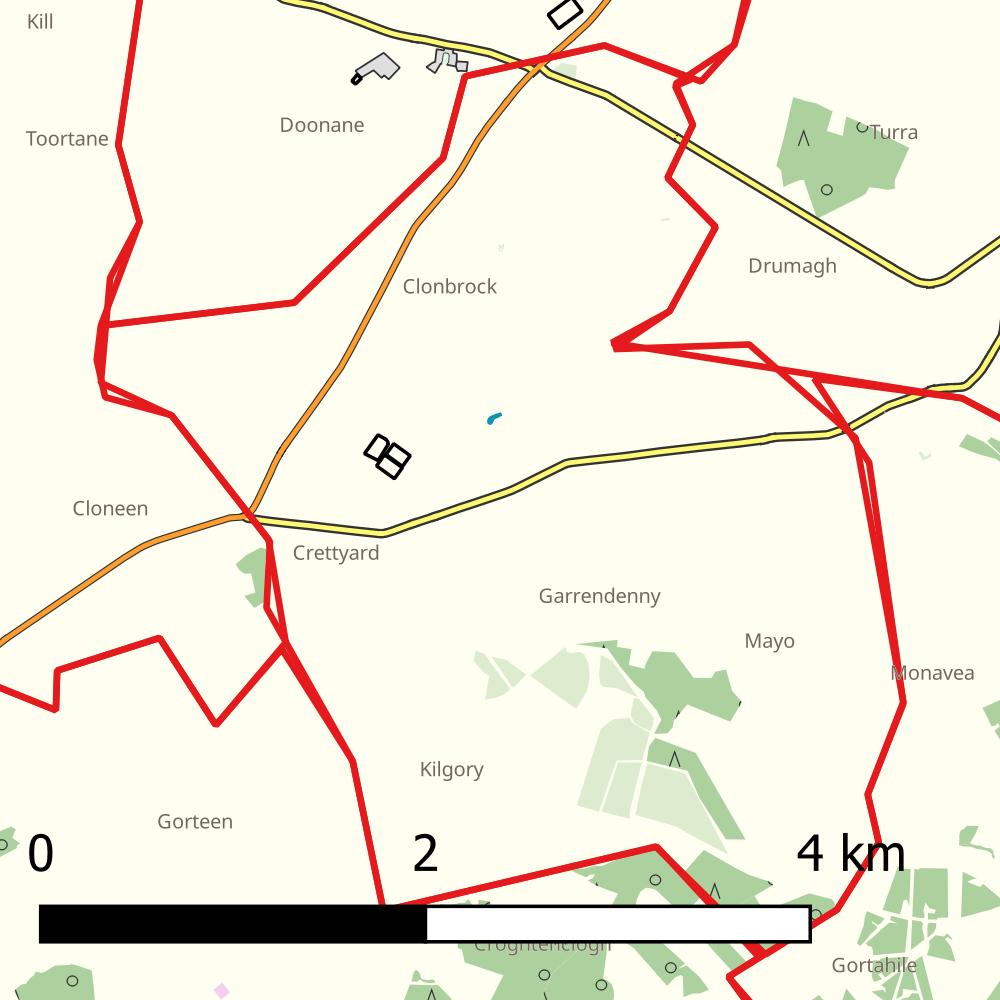 Kill
Toortane
Doonane
Turra
Drumagh
Clonbrock
Cloneen
Crettyard
Garrendenny
Mayo
Monavea
Kilgory
Gorteen
0 2 4 km
Croghtenclogh
Gortahile